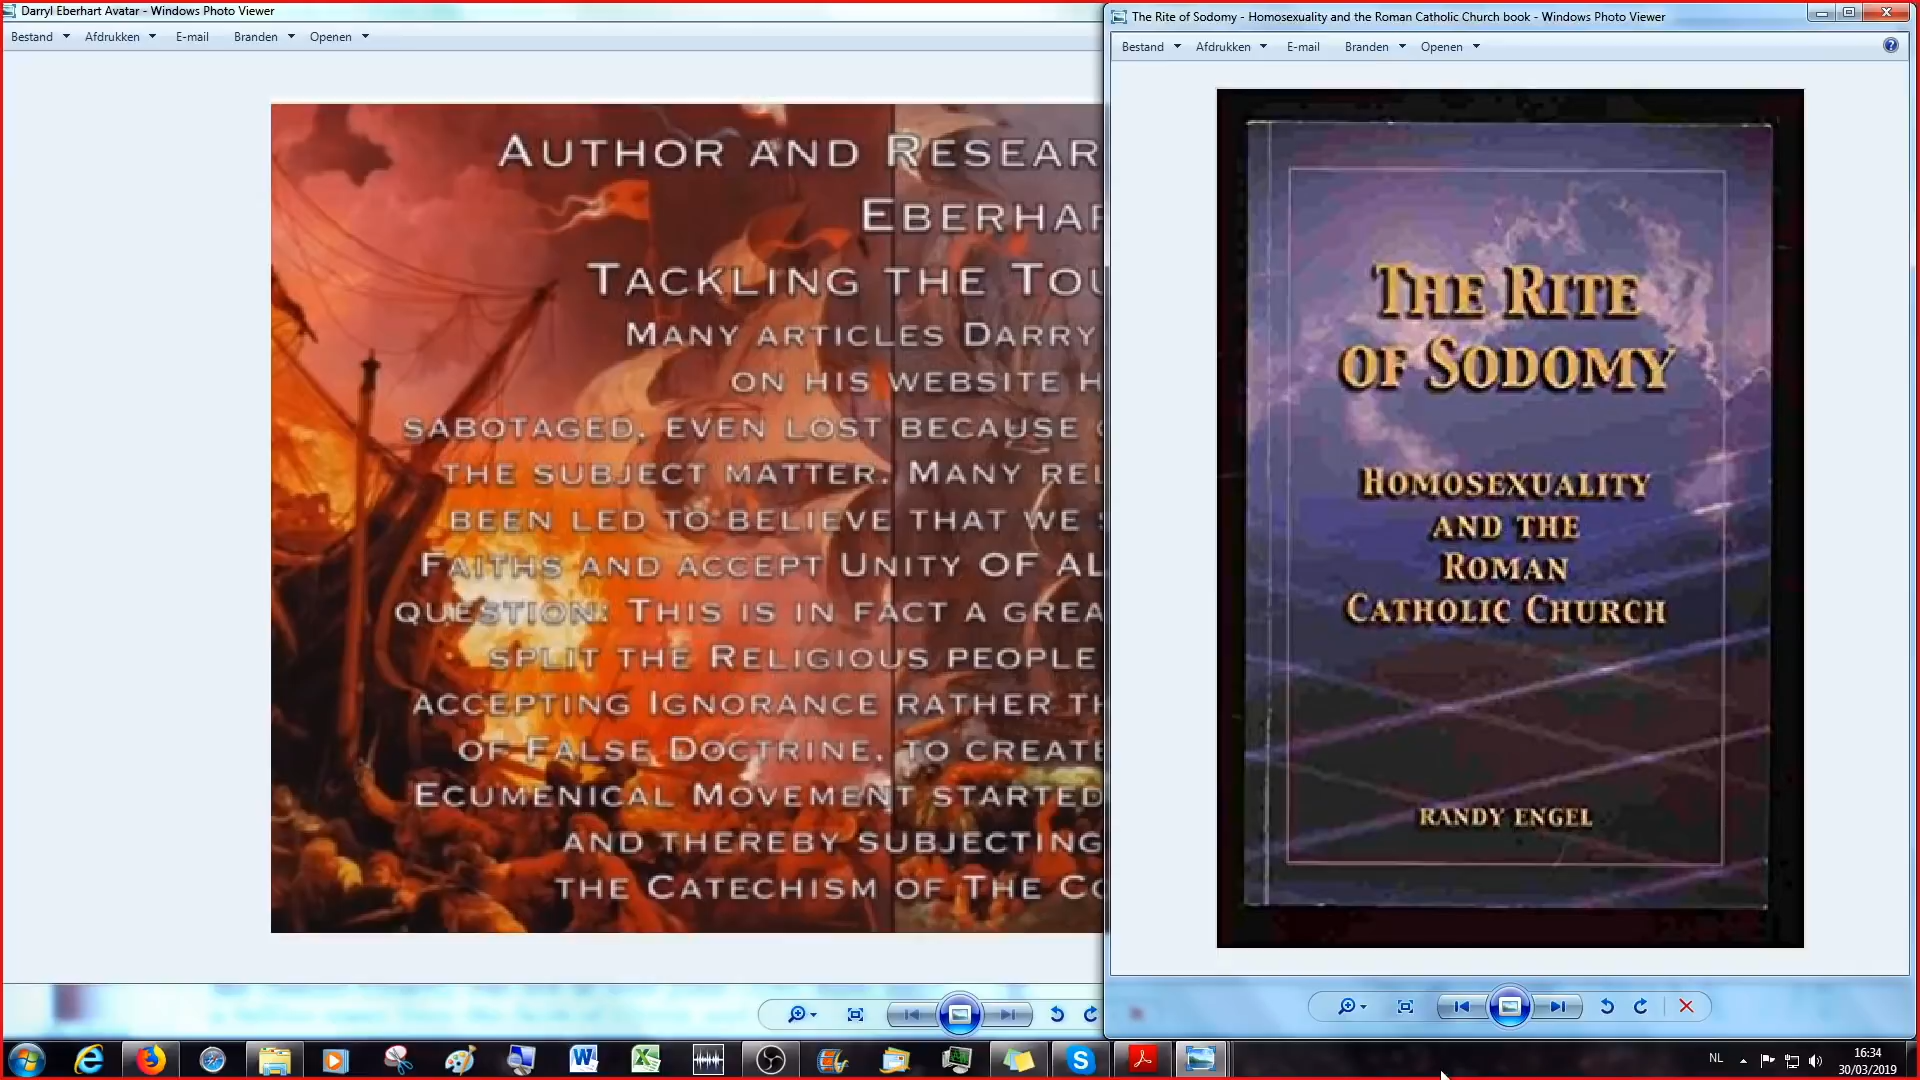 Darryl Eberhart Avatar - Windows Photo Viewer
Bestand Afdrukken E-mail Branden Openen
AUTHOR AND RESEAR
EBERHAR
TACKLING THE TOU
MANY ARTICLES DARRY
ON HIS WEBSITE H
SABOTAGED, EVEN LOST BECAUSE
THE SUBJECT MATTER. MANY REL
BEEN LED TO BELIEVE THAT WE
FAITHS AND ACCEPT UNITY OF AL
QUESTION: THIS IS IN FACT A GREA
SPLIT THE RELIGIOUS PEOPLE
ACCEPTING IGNORANCE RATHER TH
OF FALSE DOCTRINE, TO CREATE
ECUMENICAL MOVEMENT STARTED
AND THEREBY SUBJECTING
THE CATECHISM OF THE CO
The Rite of Sodomy - Homosexuality and the Roman Catholic Church book - Windows Photo Viewer
Bestand Afdrukken E-mail Branden Openen
THE RITE
OF SODOMY
HOMOSEXUALITY
AND THE
ROMAN
CATHOLIC CHURCH
RANDY ENGEL
NL
16:34
30/03/2019